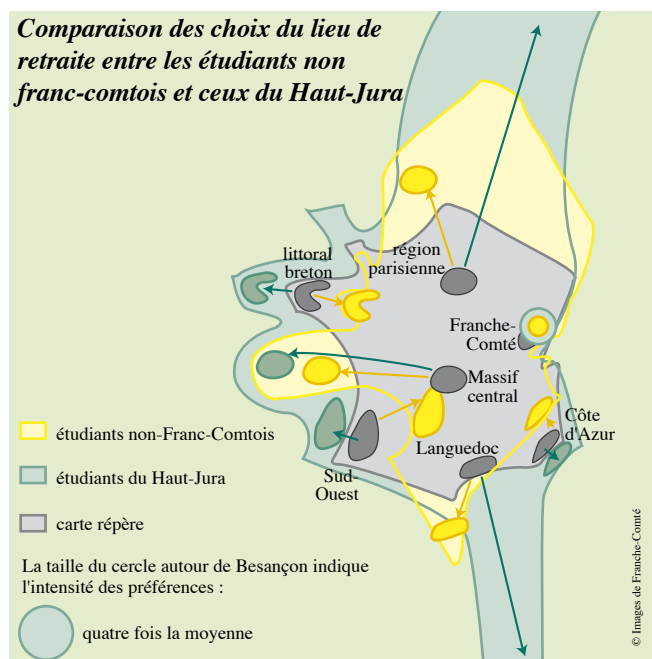 Comparaison des choix du lieu de
retraite entre les étudiants non
franc-comtois et ceux du Haut-Jura
littoral
breton
région
parisienne
Franche-
Comté
Massif
central
Côte
d'Azur
Languedoc
Sud-
Ouest
étudiants non-Franc-Comtois
étudiants du Haut-Jura
carte répère
La taille du cercle autour de Besançon indique
l'intensité des préférences :
quatre fois la moyenne
© Images de Franche-Comté